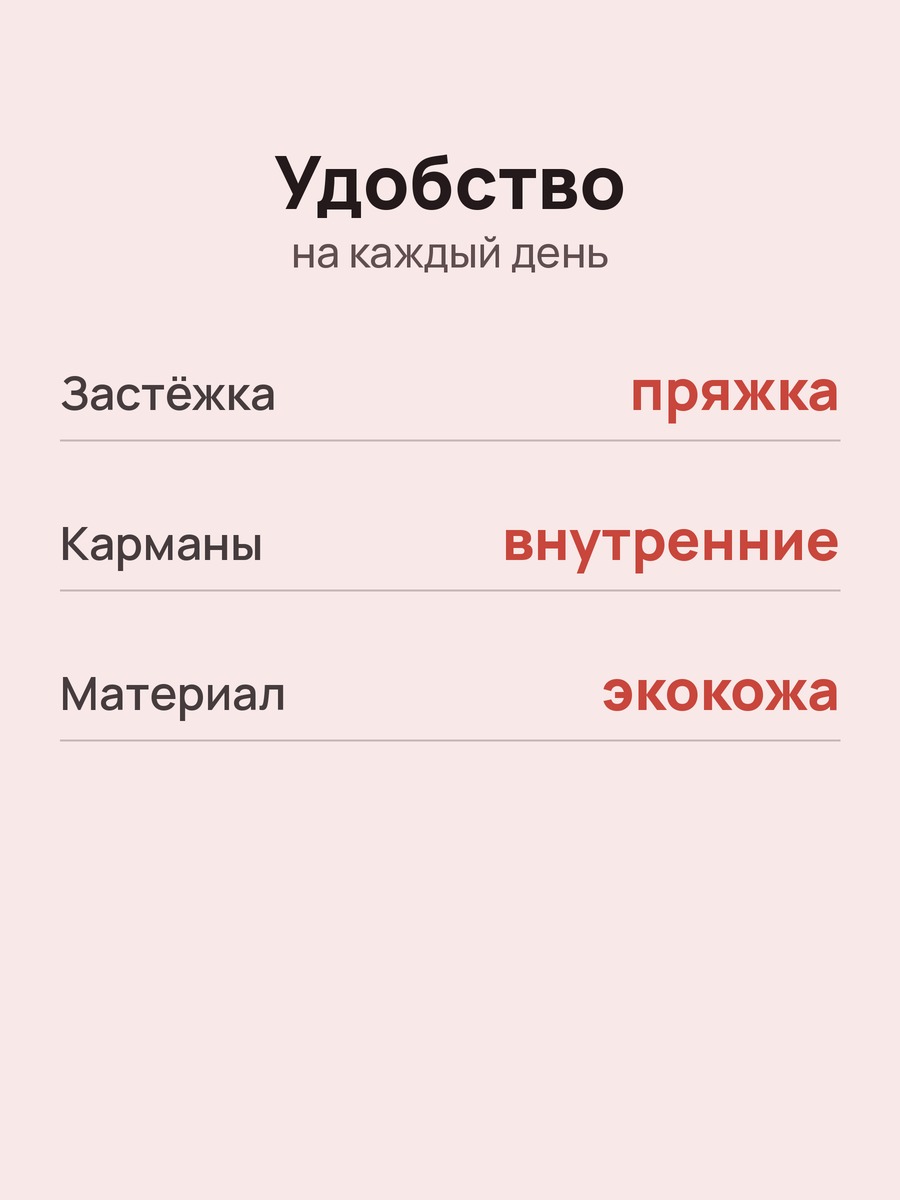 Удобство
на каждый день
Застёжка пряжка
Карманы внутренние
Материал экокожа